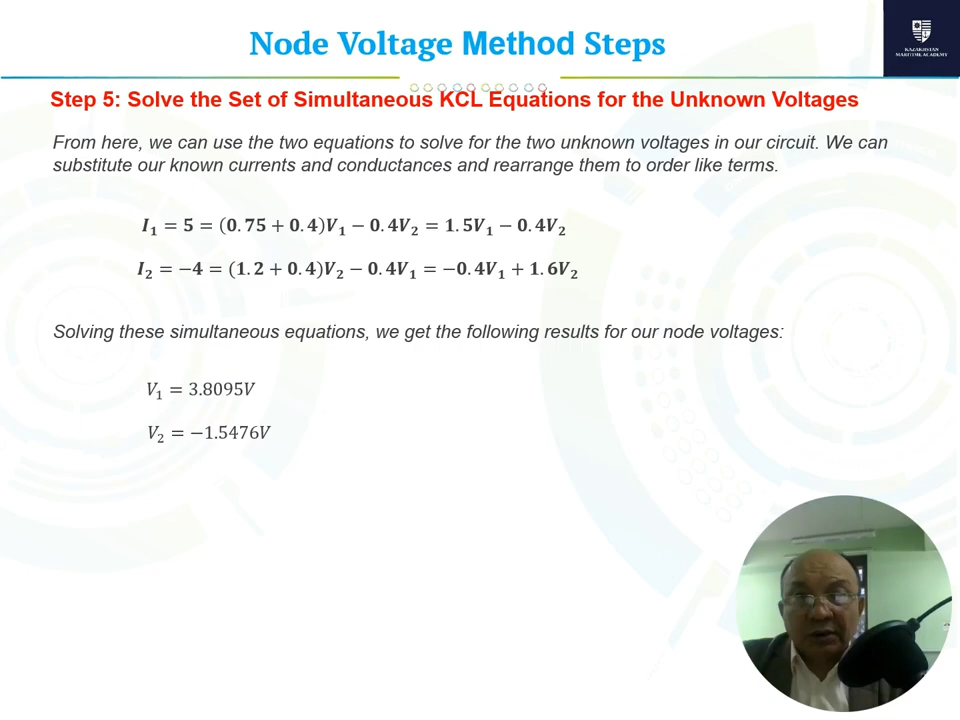 Node Voltage Method Steps
KAZAKHSTAN
MARITIME ACADEMY
Step 5: Solve the Set of Simultaneous KCL Equations for the Unknown Voltages
From here, we can use the two equations to solve for the two unknown voltages in our circuit. We can
substitute our known currents and conductances and rearrange them to order like terms.
I₁ = 5 = (0.75 + 0.4)V₁ − 0.4V₂ = 1.5V₁ − 0.4V₂
I₂ = −4 = (1.2 + 0.4)V₂ − 0.4V₁ = −0.4V₁ + 1.6V₂
Solving these simultaneous equations, we get the following results for our node voltages:
V₁ = 3.8095V
V₂ = −1.5476V